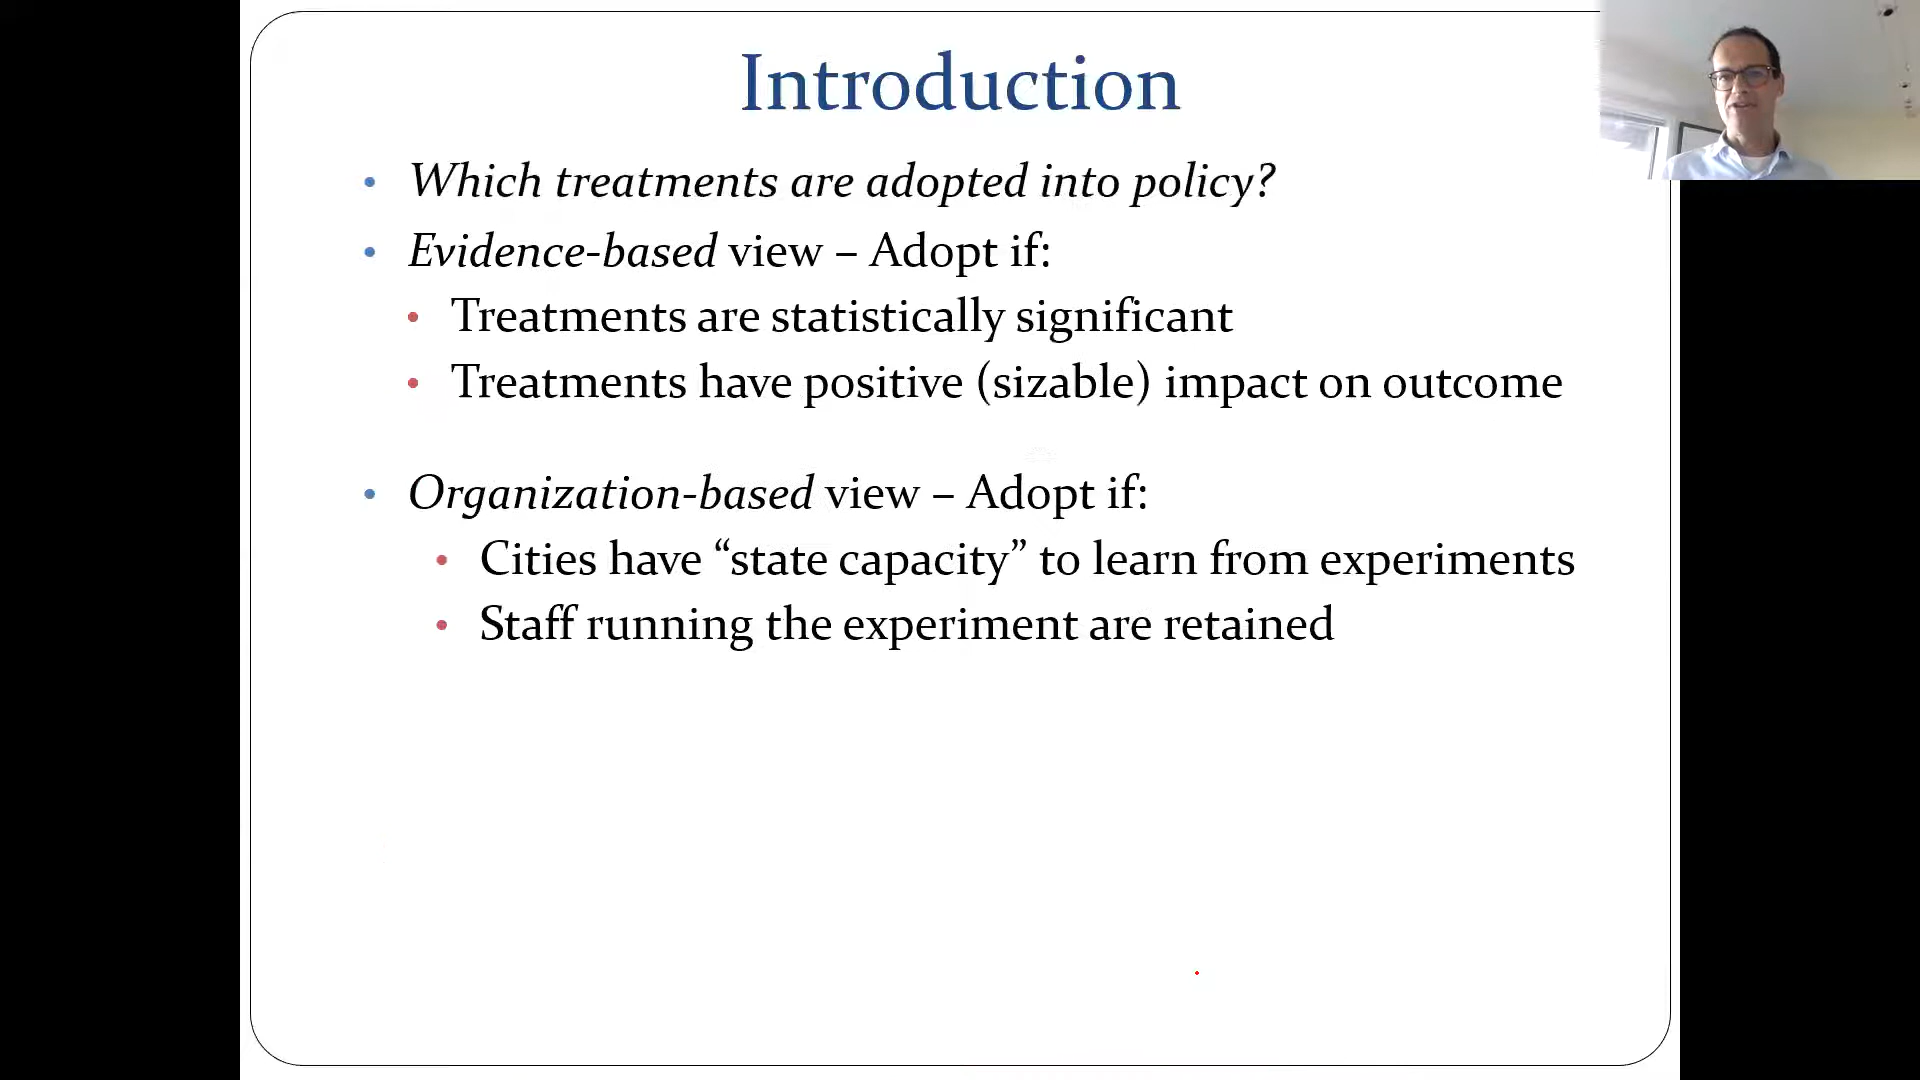 Introduction
• Which treatments are adopted into policy?
• Evidence-based view – Adopt if:
• Treatments are statistically significant
• Treatments have positive (sizable) impact on outcome
• Organization-based view – Adopt if:
• Cities have “state capacity” to learn from experiments
• Staff running the experiment are retained